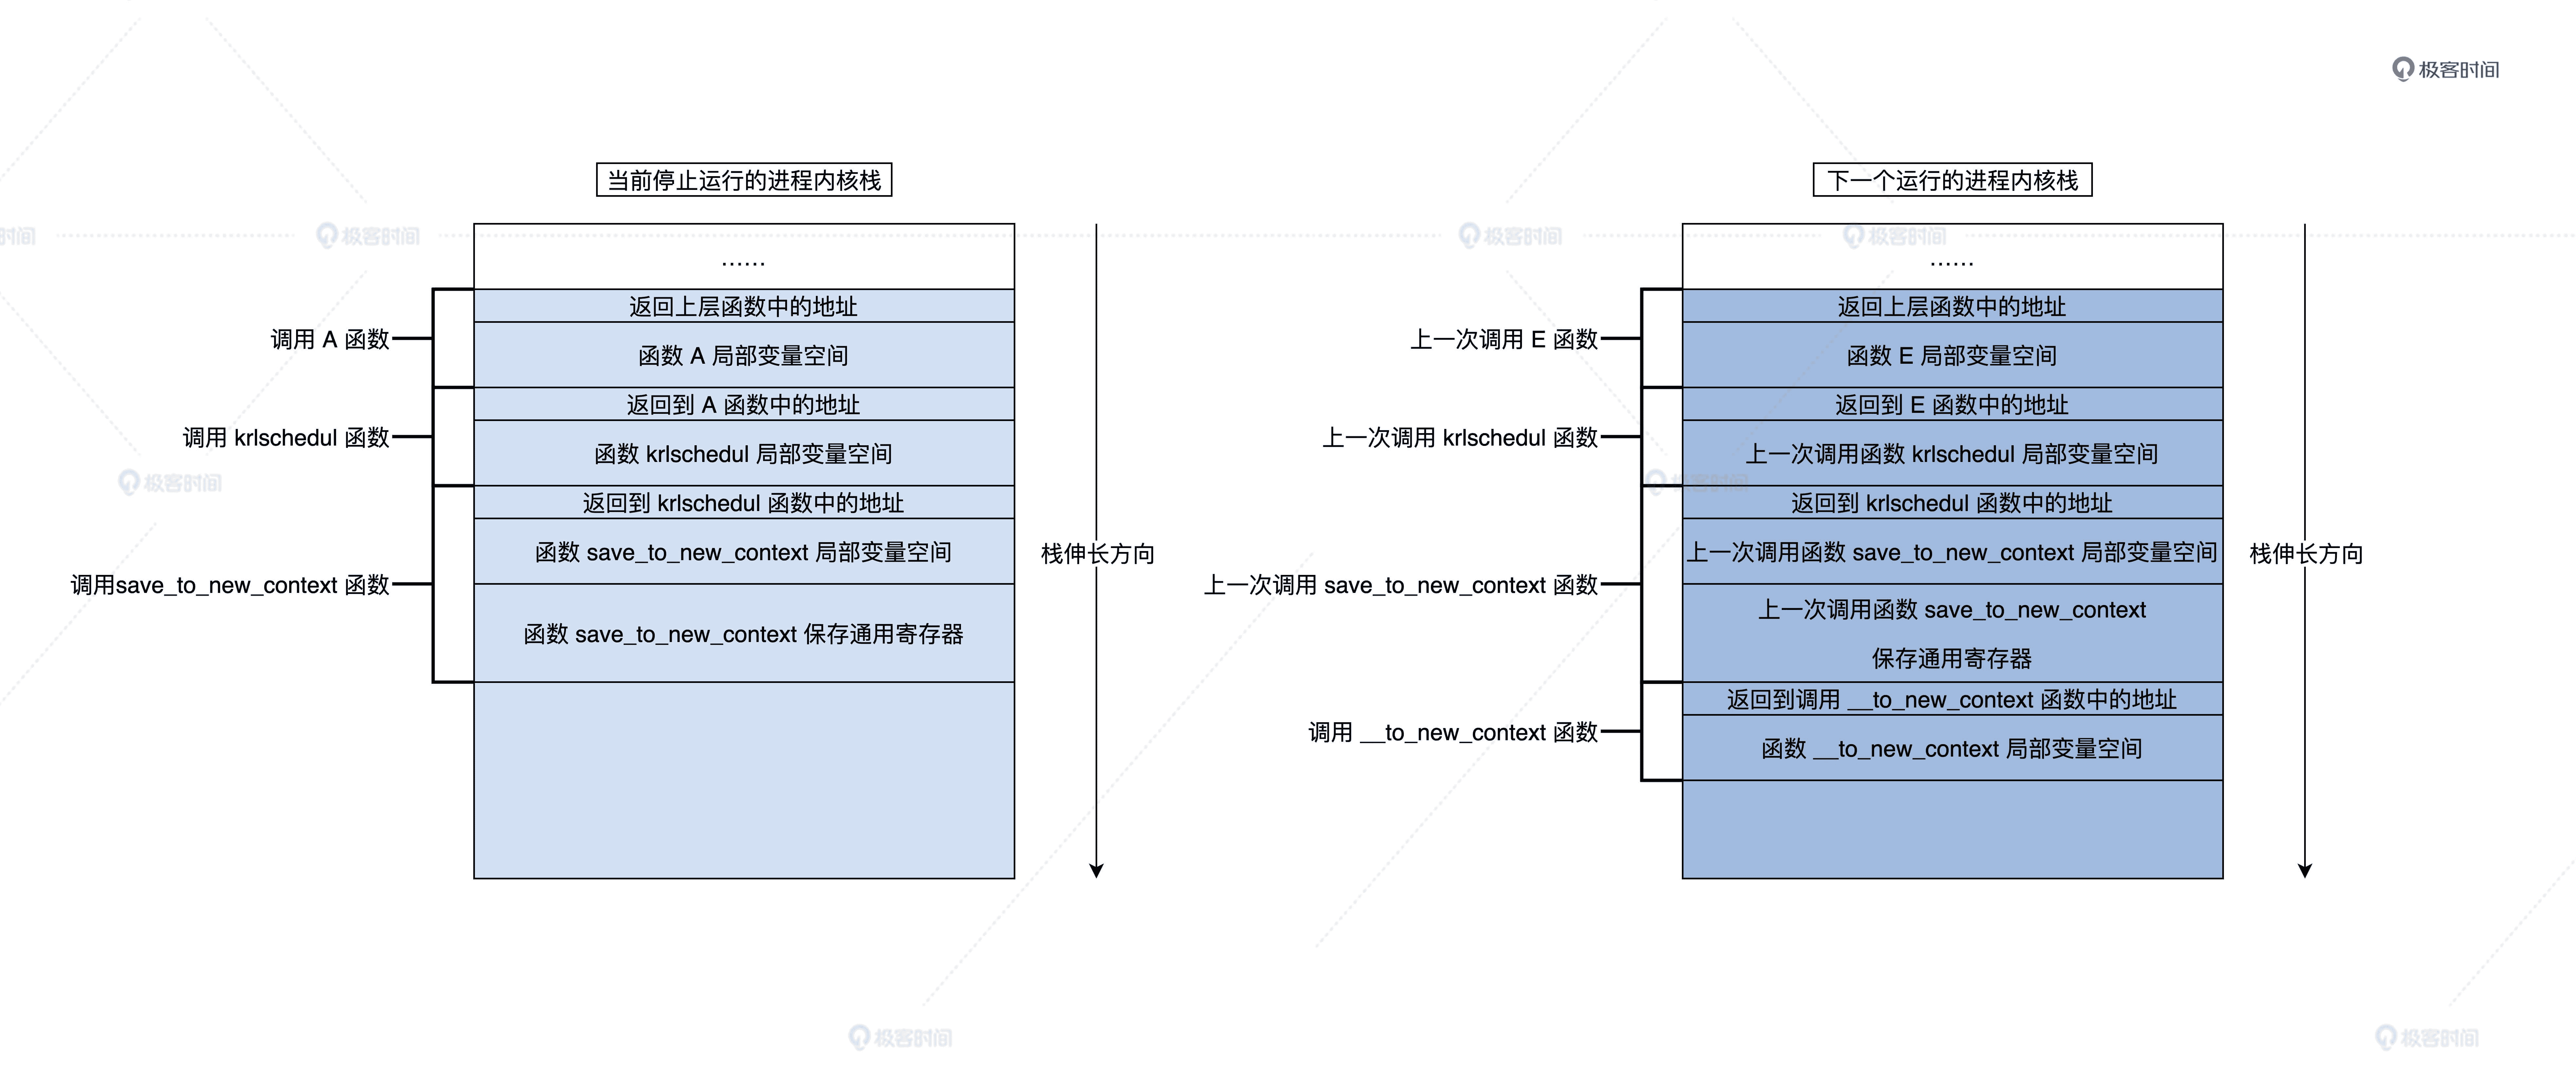 极客时间
当前停止运行的进程内核栈
……
返回上层函数中的地址
调用 A 函数
函数 A 局部变量空间
返回到 A 函数中的地址
调用 krlschedul 函数
函数 krlschedul 局部变量空间
返回到 krlschedul 函数中的地址
函数 save_to_new_context 局部变量空间
调用save_to_new_context 函数
函数 save_to_new_context 保存通用寄存器
栈伸长方向
下一个运行的进程内核栈
……
返回上层函数中的地址
上一次调用 E 函数
函数 E 局部变量空间
返回到 E 函数中的地址
上一次调用 krlschedul 函数
上一次调用函数 krlschedul 局部变量空间
返回到 krlschedul 函数中的地址
上一次调用函数 save_to_new_context 局部变量空间
上一次调用 save_to_new_context 函数
上一次调用函数 save_to_new_context
保存通用寄存器
返回到调用 __to_new_context 函数中的地址
调用 __to_new_context 函数
函数 __to_new_context 局部变量空间
栈伸长方向
时间
极客时间
极客时间
极客时间
极客时间
极客时间
极客时间
极客时间